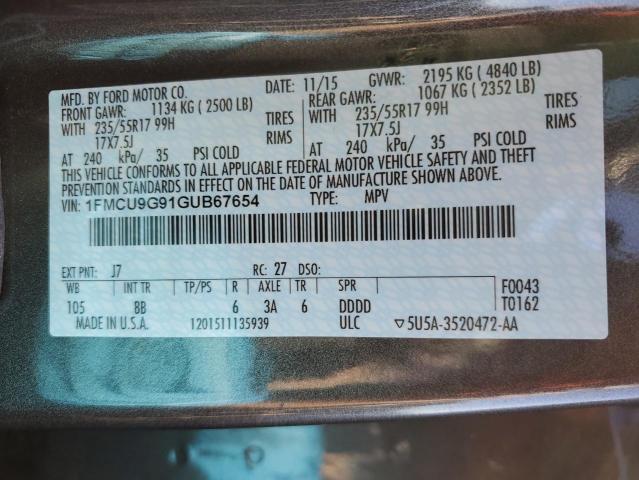 MFD. BY FORD MOTOR CO.
DATE: 11/15 GVWR: 2195 KG ( 4840 LB)
FRONT GAWR: 1134 KG ( 2500 LB)
REAR GAWR: 1067 KG ( 2352 LB)
WITH 235/55R17 99H TIRES
WITH 235/55R17 99H TIRES
17X7.5J RIMS
17X7.5J RIMS
AT 240 kPa/ 35 PSI COLD
AT 240 kPa/ 35 PSI COLD
THIS VEHICLE CONFORMS TO ALL APPLICABLE FEDERAL MOTOR VEHICLE SAFETY AND THEFT
PREVENTION STANDARDS IN EFFECT ON THE DATE OF MANUFACTURE SHOWN ABOVE.
VIN: 1FMCU9G91GUB67654 TYPE: MPV
EXT PNT: J7 RC: 27 DSO:
WB INT TR TP/PS R AXLE TR SPR F0043
105 BB 6 3A 6 DDDD T0162
MADE IN U.S.A. 1201511135939 ULC ▽5U5A-3520472-AA